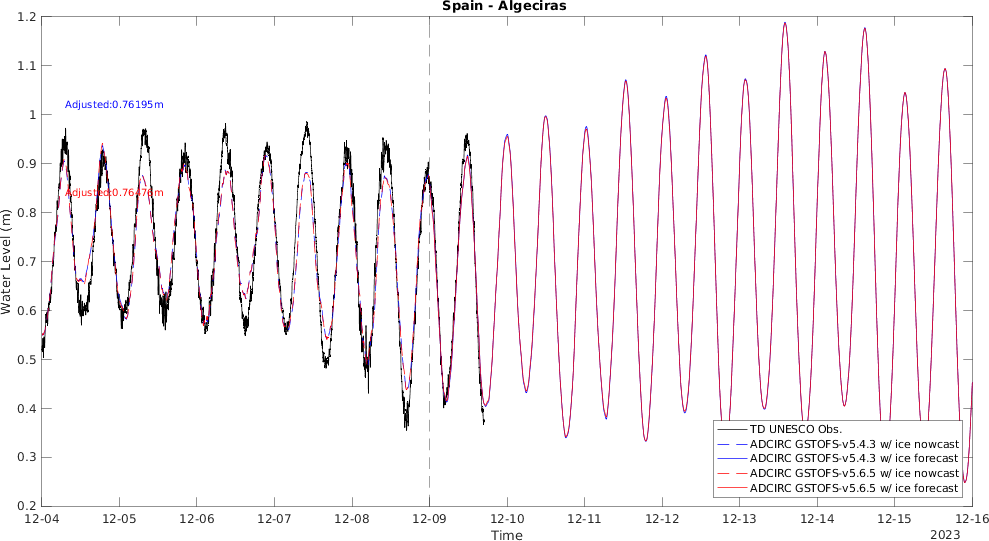 Spain - Algeciras
1.2
1.1
1
0.9
0.8
0.7
0.6
0.5
0.4
0.3
0.2
Water Level (m)
Adjusted:0.76195m
Adjusted:0.76476m
TD UNESCO Obs.
ADCIRC GSTOFS-v5.4.3 w/ ice nowcast
ADCIRC GSTOFS-v5.4.3 w/ ice forecast
ADCIRC GSTOFS-v5.6.5 w/ ice nowcast
ADCIRC GSTOFS-v5.6.5 w/ ice forecast
12-04 12-05 12-06 12-07 12-08 12-09 12-10 12-11 12-12 12-13 12-14 12-15 12-16
Time
2023